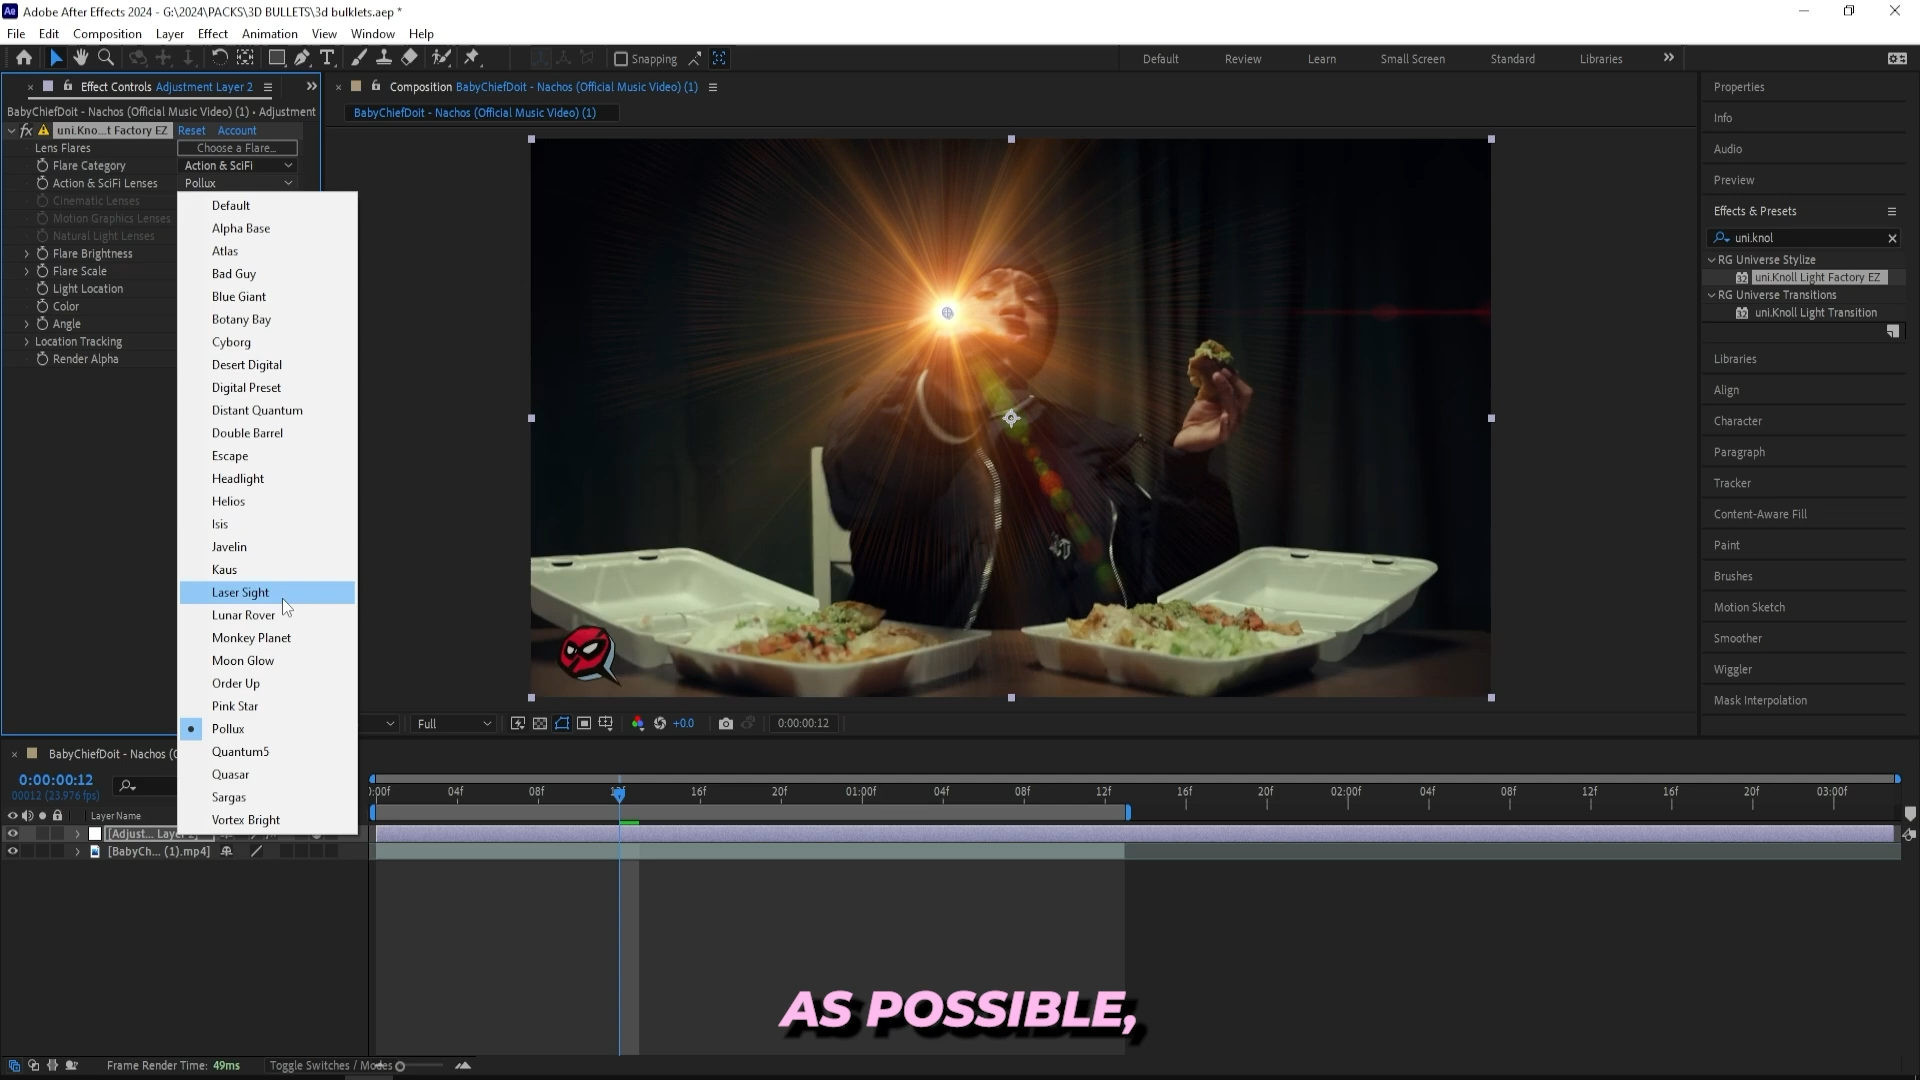 Ae Adobe After Effects 2024 - G:\2024\PACKS\3D BULLETS\3d bulklets.aep *
File Edit Composition Layer Effect Animation View Window Help
Snapping
Default Review Learn Small Screen Standard Libraries
Effect Controls Adjustment Layer 2
BabyChiefDoit - Nachos (Official Music Video) (1) • Adjustment
fx uni.Kno...t Factory EZ Reset Account
Lens Flares Choose a Flare...
Flare Category Action & SciFi
Action & SciFi Lenses Pollux
Cinematic Lenses
Motion Graphics Lenses
Natural Light Lenses
Flare Brightness
Flare Scale
Light Location
Color
Angle
Location Tracking
Render Alpha
Default
Alpha Base
Atlas
Bad Guy
Blue Giant
Botany Bay
Cyborg
Desert Digital
Digital Preset
Distant Quantum
Double Barrel
Escape
Headlight
Helios
Isis
Javelin
Kaus
Laser Sight
Lunar Rover
Monkey Planet
Moon Glow
Order Up
Pink Star
Pollux
Quantum5
Quasar
Sargas
Vortex Bright
Composition BabyChiefDoit - Nachos (Official Music Video) (1)
BabyChiefDoit - Nachos (Official Music Video) (1)
Full +0.0 0:00:00:12
Properties
Info
Audio
Preview
Effects & Presets
uni.knol
RG Universe Stylize
32 uni.Knoll Light Factory EZ
RG Universe Transitions
32 uni.Knoll Light Transition
Libraries
Align
Character
Paragraph
Tracker
Content-Aware Fill
Paint
Brushes
Motion Sketch
Smoother
Wiggler
Mask Interpolation
BabyChiefDoit - Nachos (
0:00:00:12
00012 (23.976 fps)
Layer Name
[Adjust... Layer 2]
[BabyCh... (1).mp4]
):00f 04f 08f 12f 16f 20f 01:00f 04f 08f 12f 16f 20f 02:00f 04f 08f 12f 16f 20f 03:00f
AS POSSIBLE,
Frame Render Time: 49ms Toggle Switches / Modes